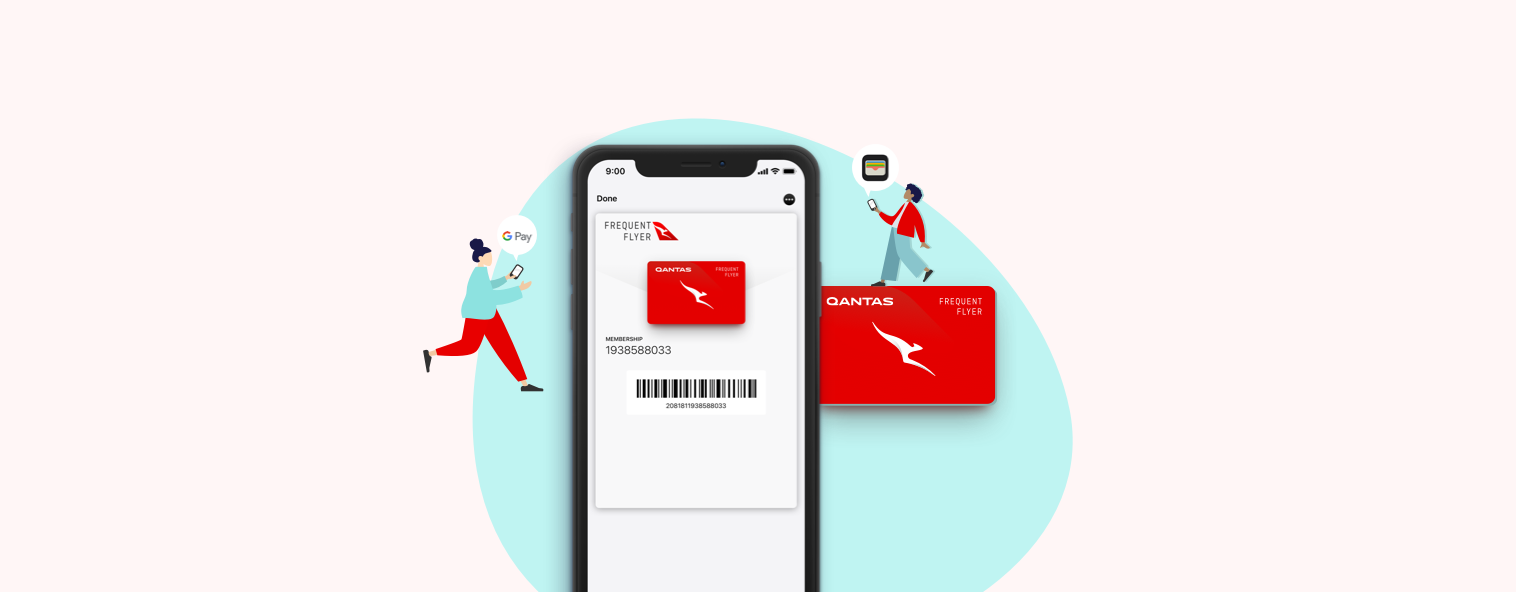 9:00
Done
FREQUENT
FLYER
QANTAS
FREQUENT
FLYER
MEMBERSHIP
1938588033
2081811938588033
G Pay
QANTAS
FREQUENT
FLYER